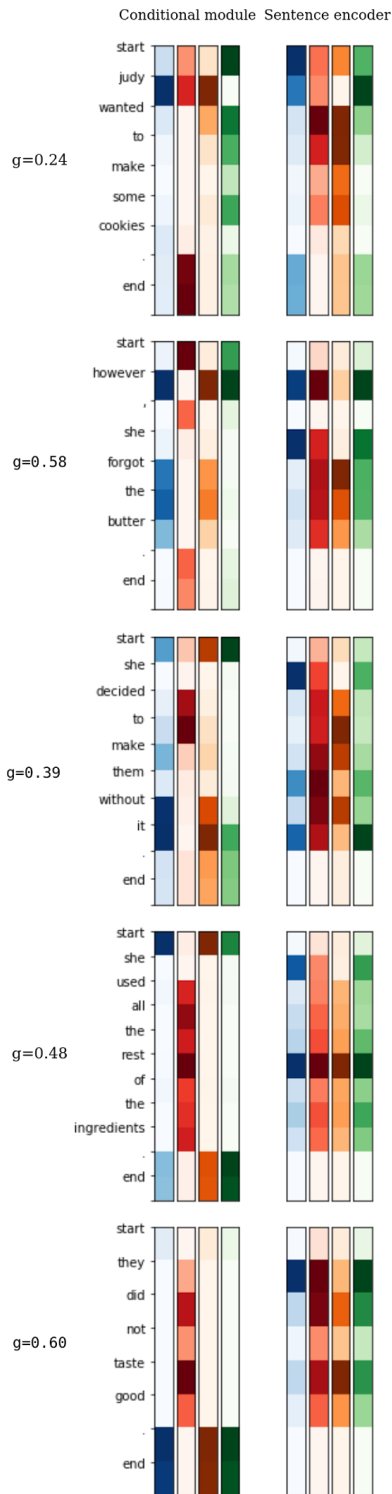 Conditional module Sentence encoder
start
judy
wanted
to
g=0.24
make
some
cookies
.
end
start
however
,
she
g=0.58
forgot
the
butter
.
end
start
she
decided
to
g=0.39
make
them
without
it
.
end
start
she
used
all
the
g=0.48
rest
of
the
ingredients
.
end
start
they
did
not
g=0.60
taste
good
.
end